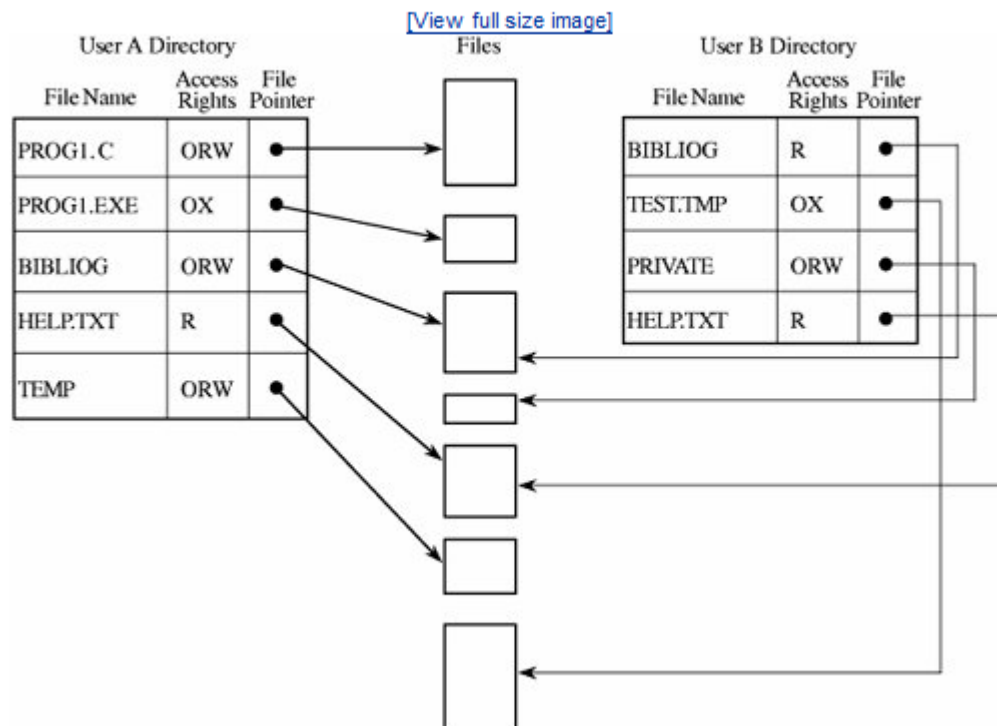 [View full size image]
User A Directory
Files
User B Directory
File Name
Access Rights
File Pointer
File Name
Access Rights
File Pointer
PROG1.C ORW
PROG1.EXE OX
BIBLIOG ORW
HELP.TXT R
TEMP ORW
BIBLIOG R
TEST.TMP OX
PRIVATE ORW
HELP.TXT R